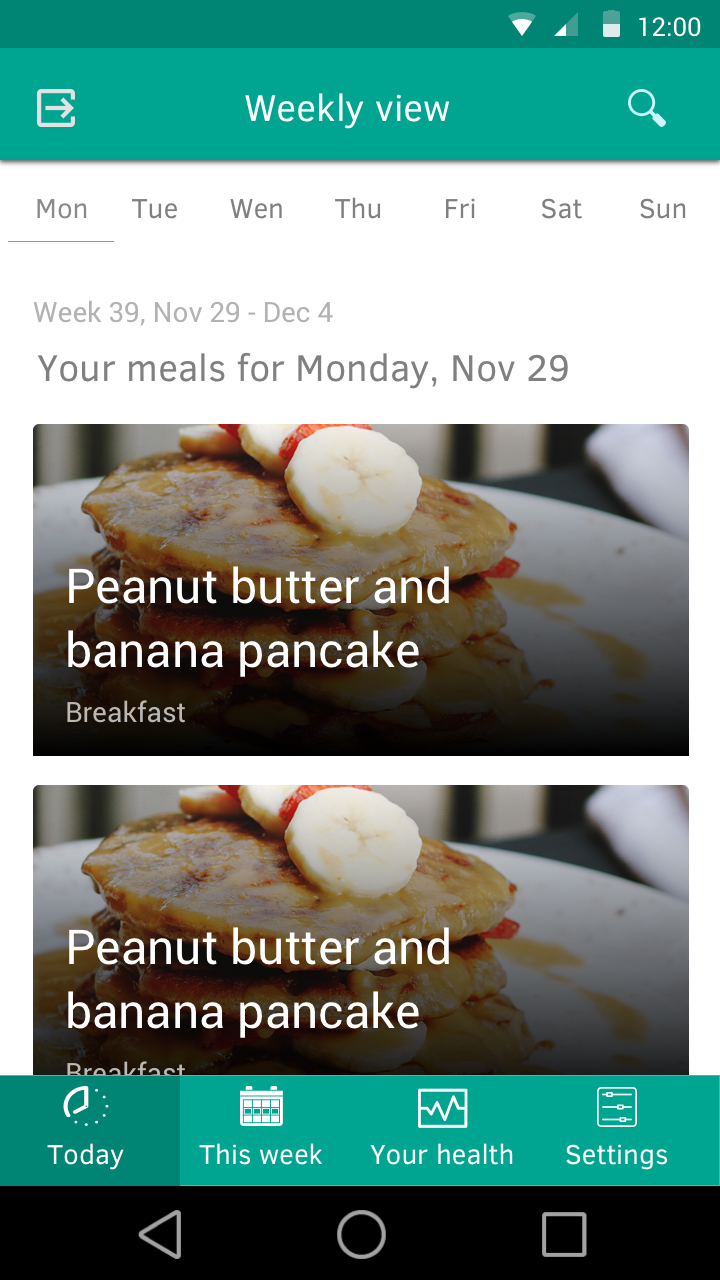 12:00
Weekly view
Mon Tue Wen Thu Fri Sat Sun
Week 39, Nov 29 - Dec 4
Your meals for Monday, Nov 29
Peanut butter and
banana pancake
Breakfast
Peanut butter and
banana pancake
Breakfast
Today This week Your health Settings